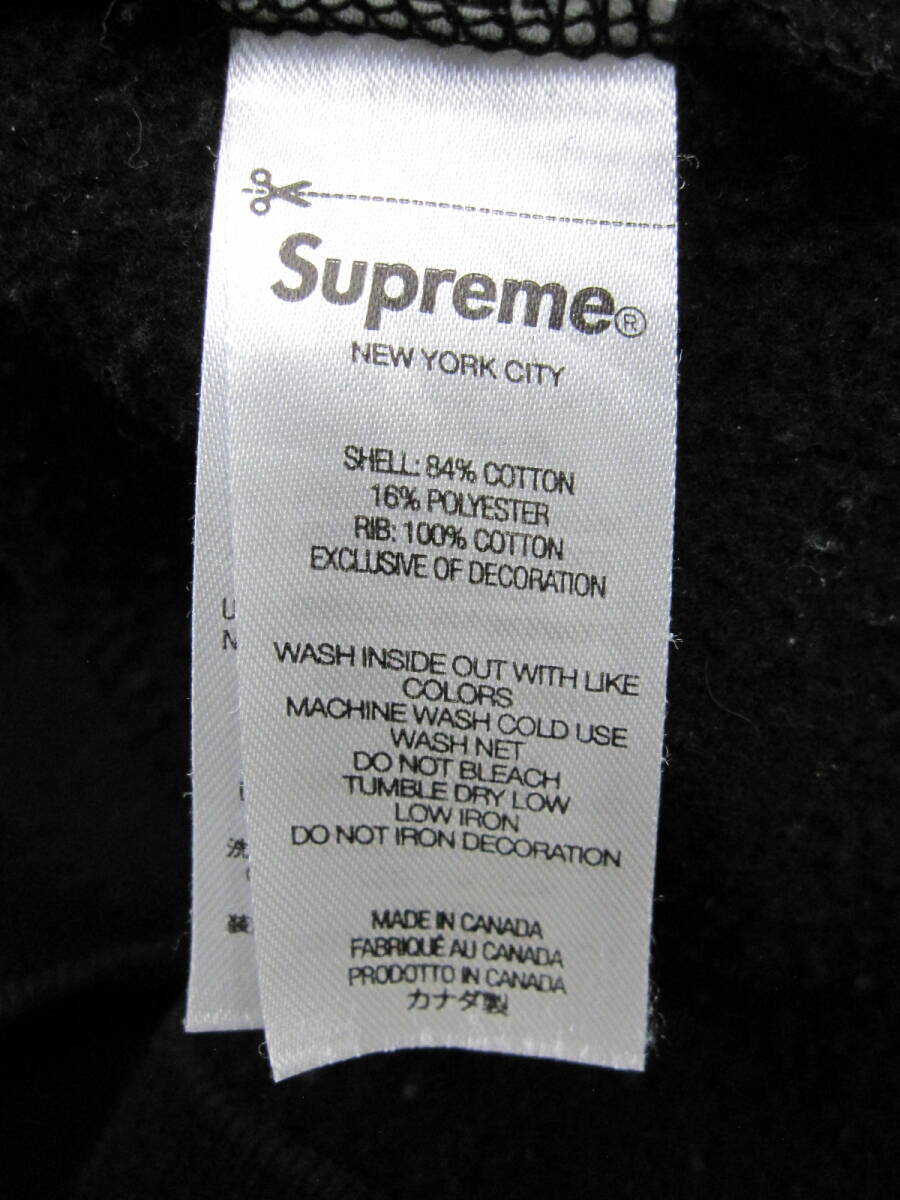 Supreme®
NEW YORK CITY
SHELL: 84% COTTON
16% POLYESTER
RIB: 100% COTTON
EXCLUSIVE OF DECORATION
WASH INSIDE OUT WITH LIKE
COLORS
MACHINE WASH COLD USE
WASH NET
DO NOT BLEACH
TUMBLE DRY LOW
LOW IRON
DO NOT IRON DECORATION
MADE IN CANADA
FABRIQUÉ AU CANADA
PRODOTTO IN CANADA
カナダ製